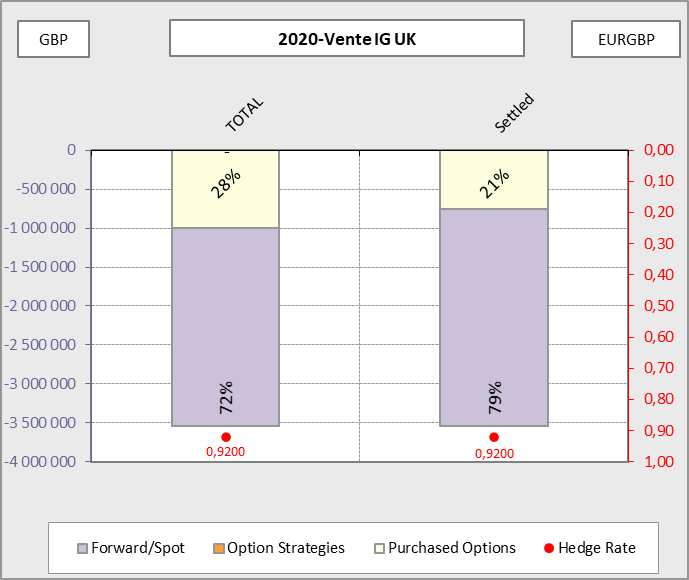 GBP
2020-Vente IG UK
EURGBP
TOTAL
Settled
0
-500 000
-1 000 000
-1 500 000
-2 000 000
-2 500 000
-3 000 000
-3 500 000
-4 000 000
0,00
0,10
0,20
0,30
0,40
0,50
0,60
0,70
0,80
0,90
1,00
-
28%
21%
72%
79%
0,9200
0,9200
Forward/Spot
Option Strategies
Purchased Options
Hedge Rate